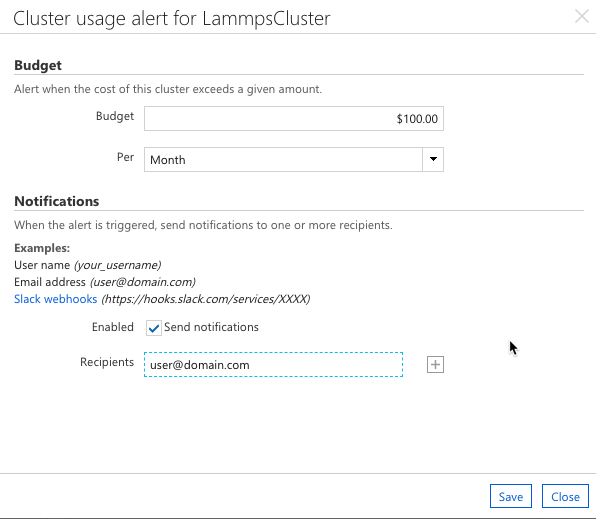 Cluster usage alert for LammpsCluster
Budget
Alert when the cost of this cluster exceeds a given amount.
Budget $100.00
Per Month
Notifications
When the alert is triggered, send notifications to one or more recipients.
Examples:
User name (your_username)
Email address (user@domain.com)
Slack webhooks (https://hooks.slack.com/services/XXXX)
Enabled Send notifications
Recipients user@domain.com
Save Close